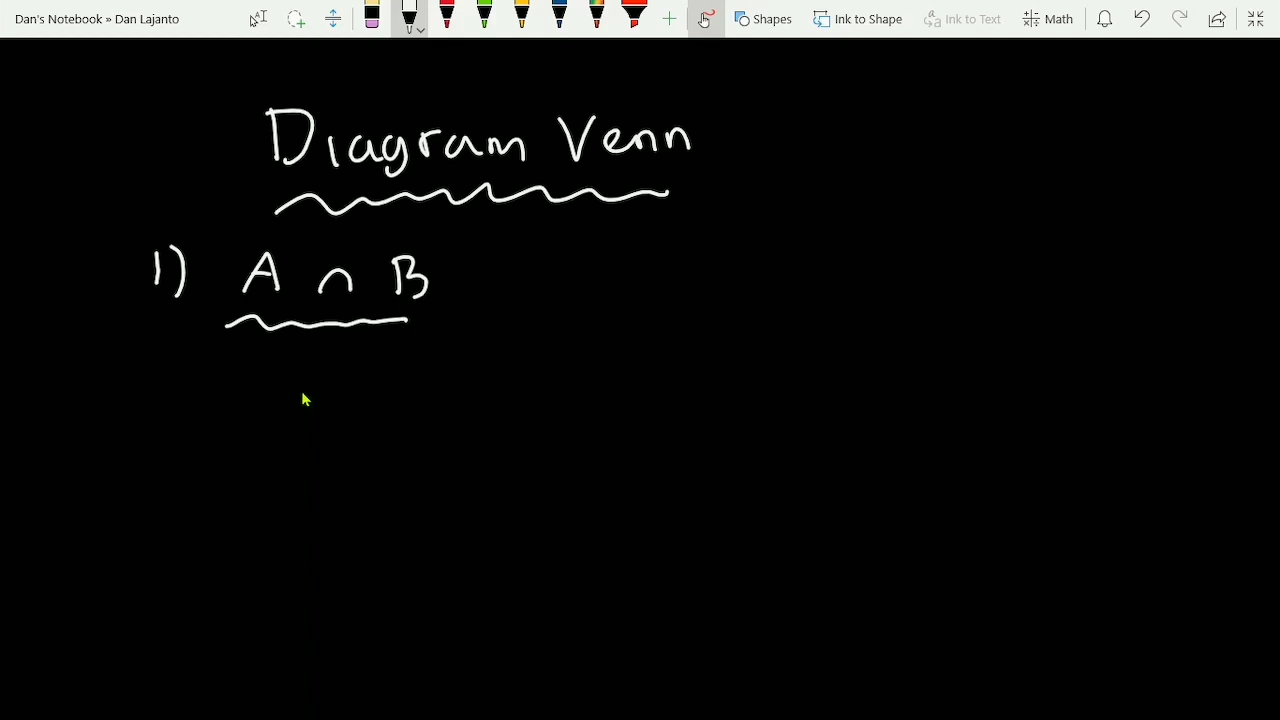 Dan's Notebook » Dan Lajanto Shapes Ink to Shape Ink to Text Math
Diagram Venn
1) A ∩ B